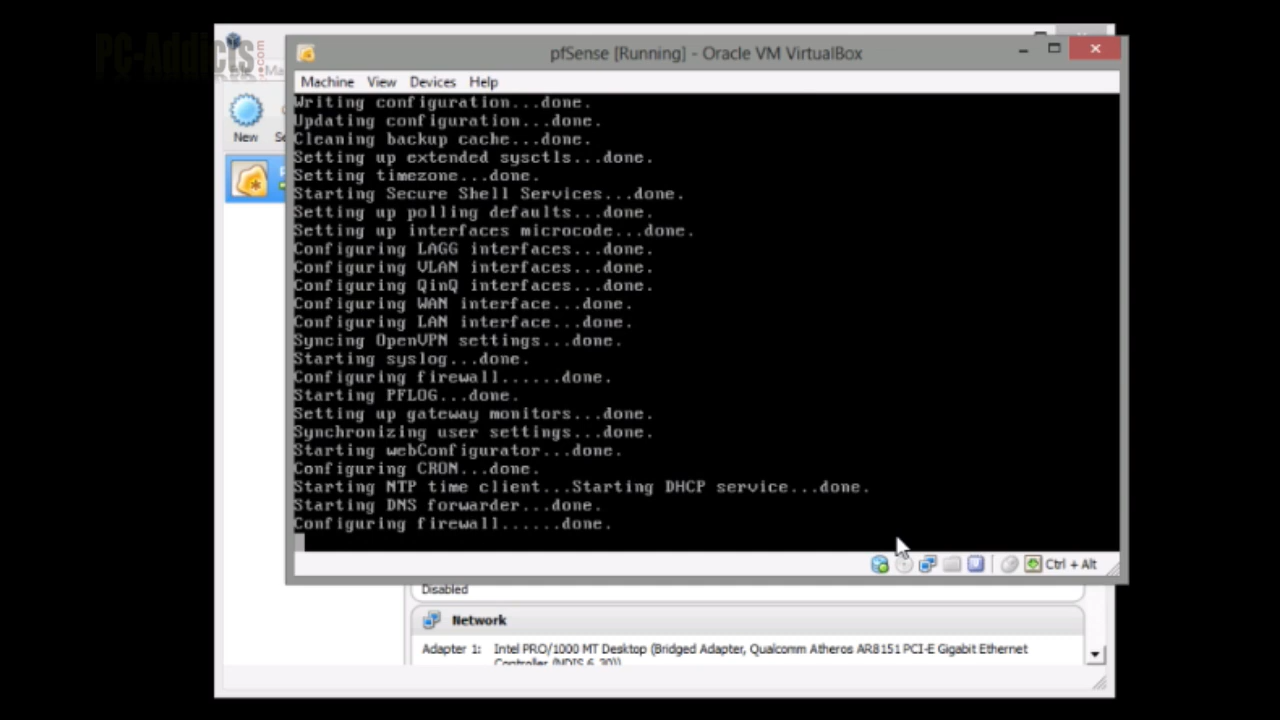 PC-Addicts
.com
pfSense [Running] - Oracle VM VirtualBox
Machine View Devices Help
New
Writing configuration...done.
Updating configuration...done.
Cleaning backup cache...done.
Setting up extended sysctls...done.
Setting timezone...done.
Starting Secure Shell Services...done.
Setting up polling defaults...done.
Setting up interfaces microcode...done.
Configuring LAGG interfaces...done.
Configuring VLAN interfaces...done.
Configuring QinQ interfaces...done.
Configuring WAN interface...done.
Configuring LAN interface...done.
Syncing OpenVPN settings...done.
Starting syslog...done.
Configuring firewall......done.
Starting PFLOG...done.
Setting up gateway monitors...done.
Synchronizing user settings...done.
Starting webConfigurator...done.
Configuring CRON...done.
Starting NTP time client...Starting DHCP service...done.
Starting DNS forwarder...done.
Configuring firewall......done.
Ctrl + Alt
Disabled
Network
Adapter 1: Intel PRO/1000 MT Desktop (Bridged Adapter, Qualcomm Atheros AR8151 PCI-E Gigabit Ethernet
Controller (NDIS 6.30))